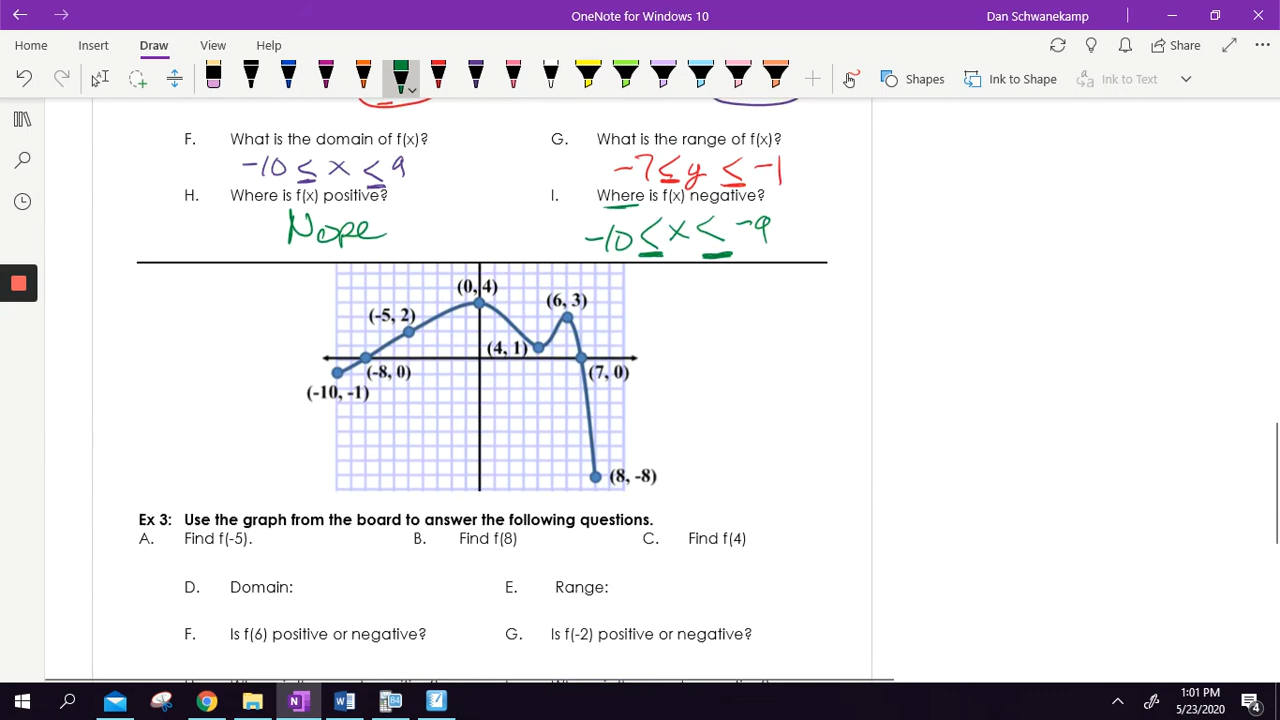 OneNote for Windows 10
Dan Schwanekamp
Home Insert Draw View Help
Share
Shapes
Ink to Shape
Ink to Text
F. What is the domain of f(x)?
G. What is the range of f(x)?
-10 ≤ x ≤ 9
-7 ≤ y ≤ -1
H. Where is f(x) positive?
I. Where is f(x) negative?
Nope
-10 ≤ x ≤ -9
(0, 4)
(6, 3)
(-5, 2)
(4, 1)
(-8, 0)
(7, 0)
(-10, -1)
(8, -8)
Ex 3: Use the graph from the board to answer the following questions.
A. Find f(-5). B. Find f(8) C. Find f(4)
D. Domain: E. Range:
F. Is f(6) positive or negative? G. Is f(-2) positive or negative?
1:01 PM
5/23/2020
4